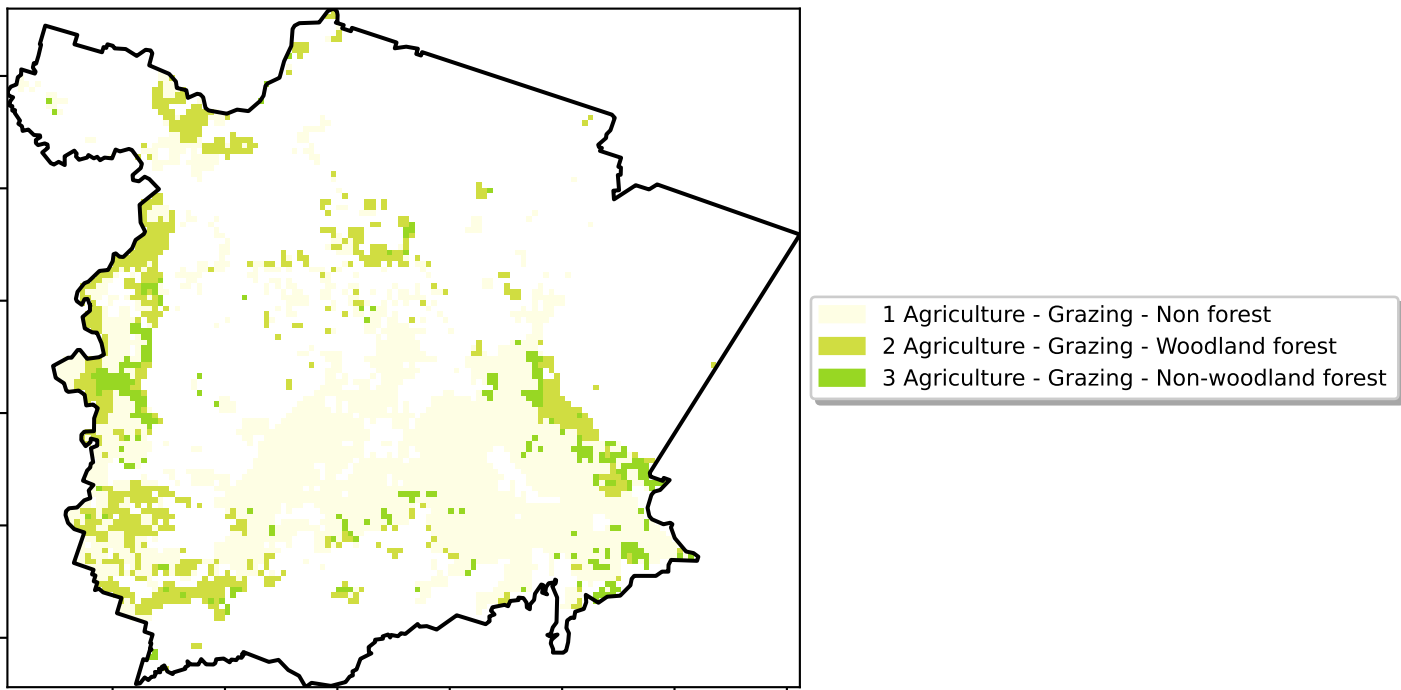 1 Agriculture - Grazing - Non forest
2 Agriculture - Grazing - Woodland forest
3 Agriculture - Grazing - Non-woodland forest